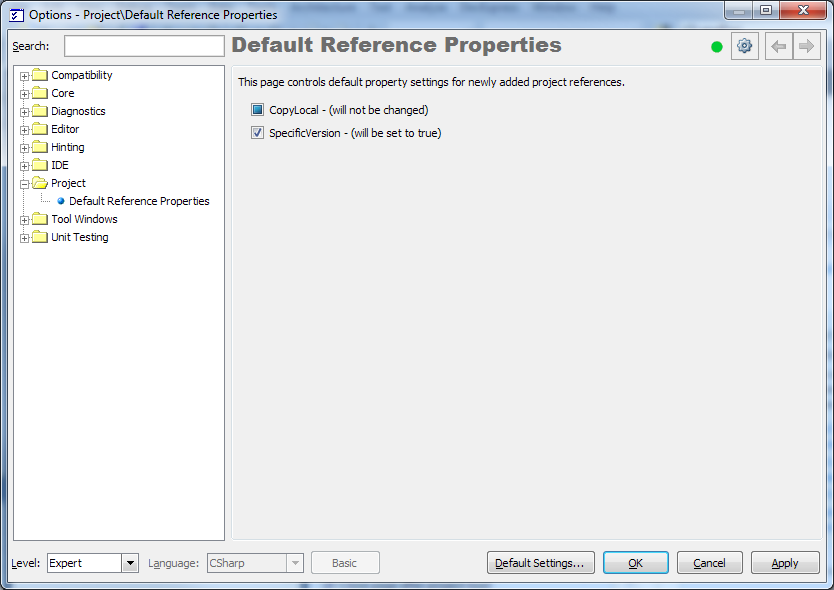 Options - Project\Default Reference Properties
Search:
Default Reference Properties
Compatibility
Core
Diagnostics
Editor
Hinting
IDE
Project
Default Reference Properties
Tool Windows
Unit Testing
This page controls default property settings for newly added project references.
CopyLocal - (will not be changed)
SpecificVersion - (will be set to true)
Level: Expert Language: CSharp Basic Default Settings... OK Cancel Apply